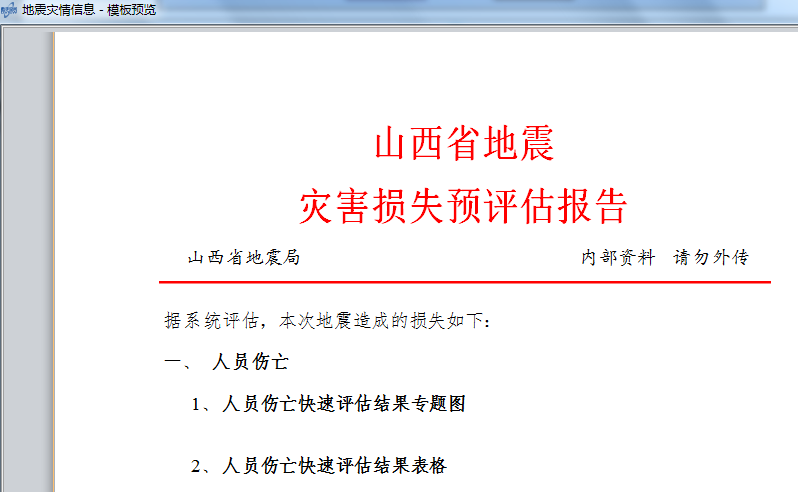 地震灾情信息 - 模板预览
山西省地震
灾害损失预评估报告
山西省地震局 内部资料 请勿外传
据系统评估，本次地震造成的损失如下：
一、 人员伤亡
1、人员伤亡快速评估结果专题图
2、人员伤亡快速评估结果表格